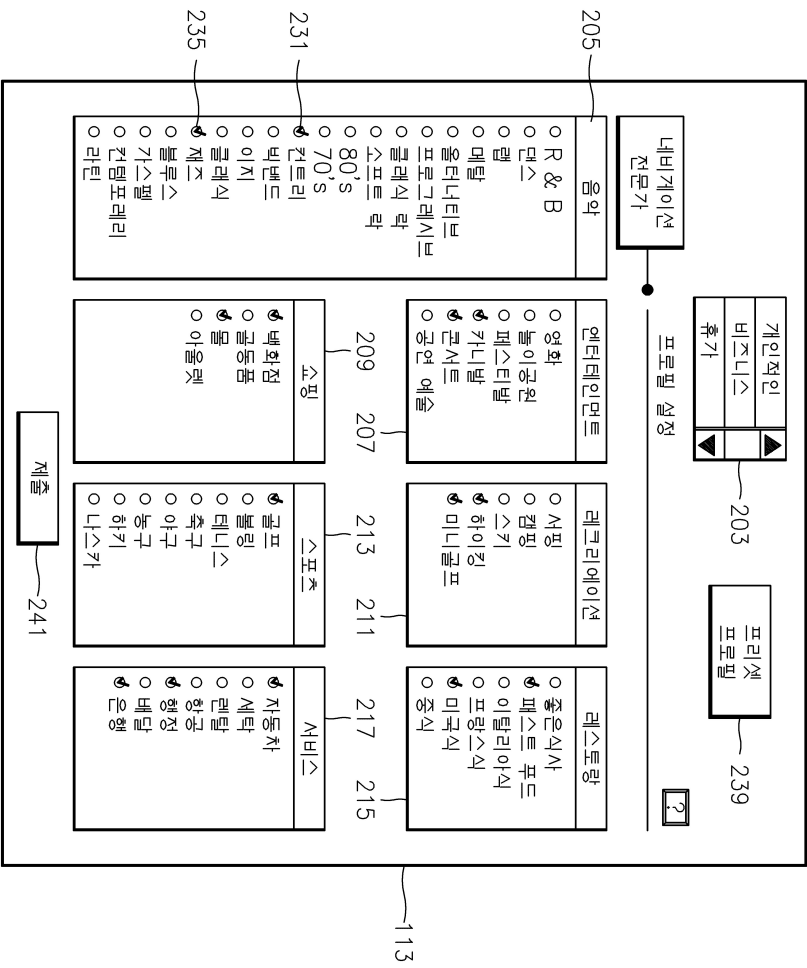 네비게이션
전문가
개인적인
비즈니스
휴가
203
프리셋
프로필
239
프로필 설정
?
205
음악
R & B
댄스
랩
메탈
올터너티브
프로그레시브
클래식 락
소프트 락
80's
70's
컨트리
빅밴드
이지
클래식
재즈
블루스
가스펠
컨템포레리
라틴
231
235
엔터테인먼트
영화
놀이공원
페스티발
카니발
콘서트
공연 예술
207
레크리에이션
서핑
캠핑
스키
하이킹
미니골프
211
레스토랑
좋은식사
패스트 푸드
이탈리아식
프랑스식
미국식
중식
215
209
쇼핑
백화점
골동품
몰
아울렛
213
스포츠
골프
볼링
테니스
축구
야구
농구
하키
나스카
217
서비스
자동차
세탁
렌탈
항공
행정
배달
은행
제출
241
113